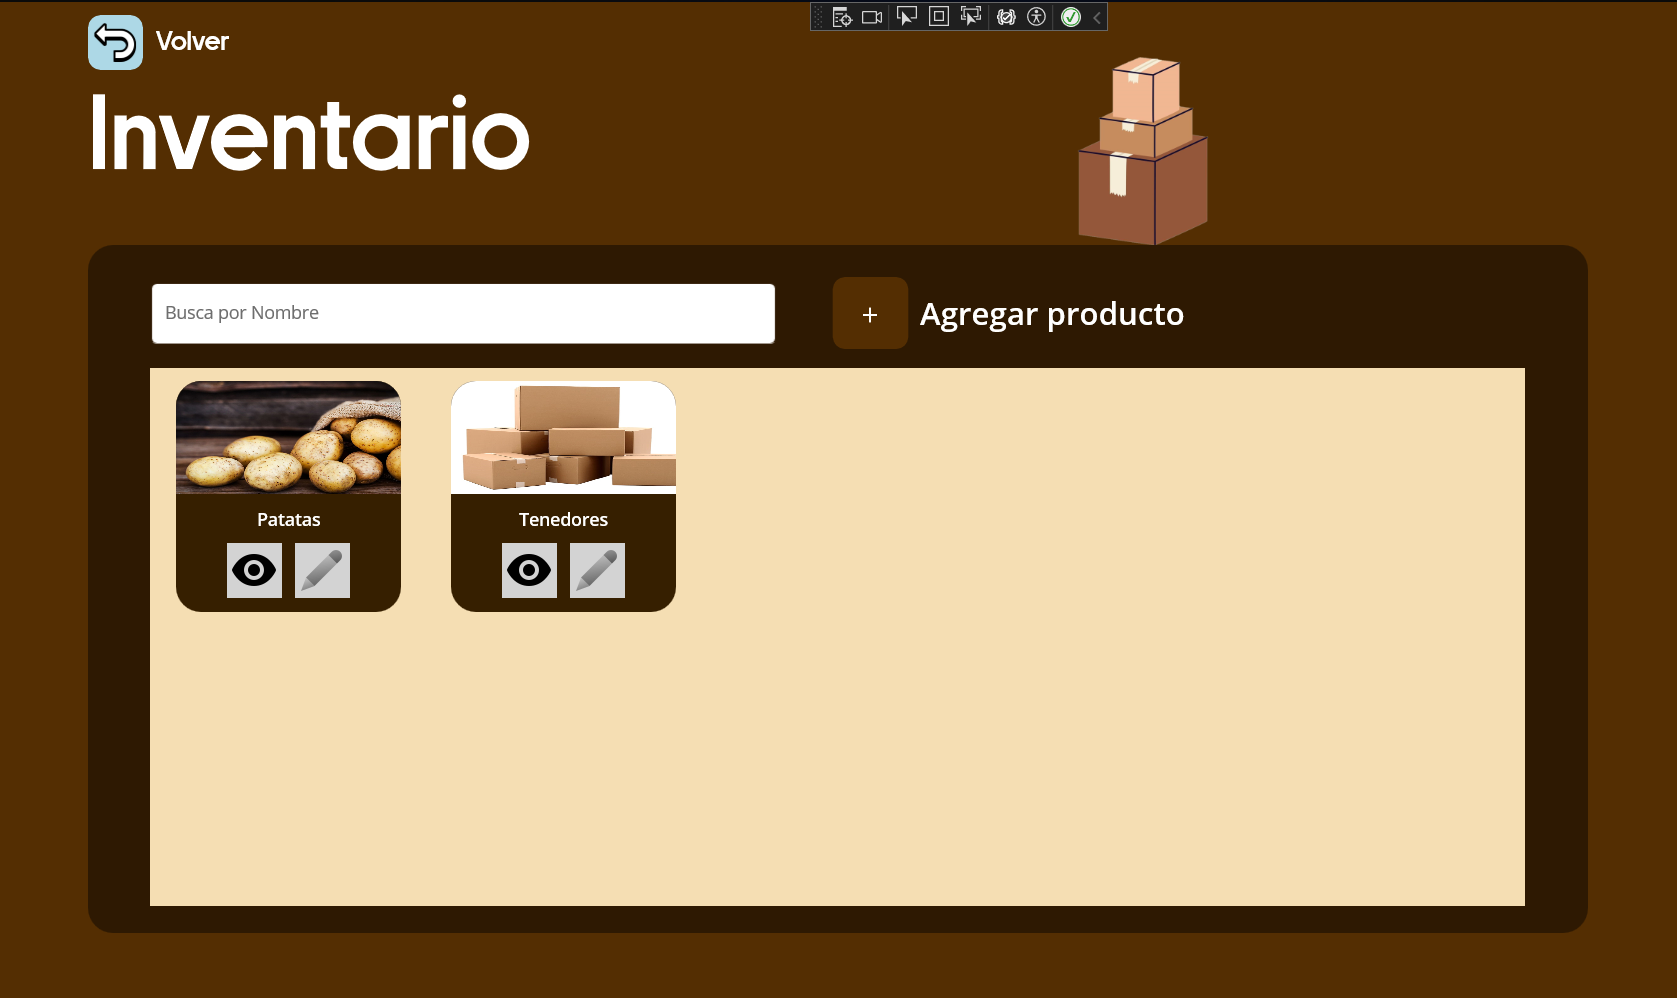 Volver
Inventario
Busca por Nombre
+ Agregar producto
Patatas
Tenedores